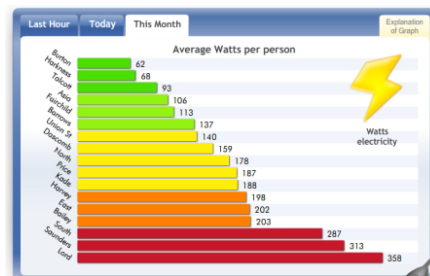 Last Hour
Today
This Month
Explanation
of Graph
Average Watts per person
Burton 62
Harkness 68
Talcott 93
Asia 106
Fairchild 113
Barrows 137
Union St 140
Dascomb 159
North 178
Price 187
Kade 188
Harvey 198
East 202
Bailey 203
South 287
Saunders 313
Lord 358
Watts
electricity